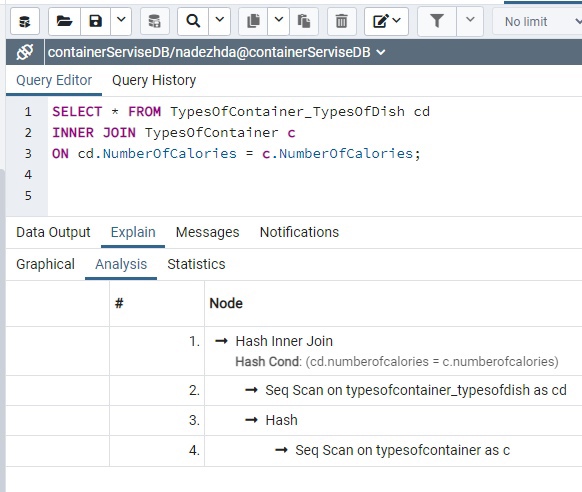 No limit
containerServiseDB/nadezhda@containerServiseDB
Query Editor Query History
1 SELECT * FROM TypesOfContainer_TypesOfDish cd
2 INNER JOIN TypesOfContainer c
3 ON cd.NumberOfCalories = c.NumberOfCalories;
4
5
Data Output Explain Messages Notifications
Graphical Analysis Statistics
# Node
1. → Hash Inner Join
Hash Cond: (cd.numberofcalories = c.numberofcalories)
2. → Seq Scan on typesofcontainer_typesofdish as cd
3. → Hash
4. → Seq Scan on typesofcontainer as c